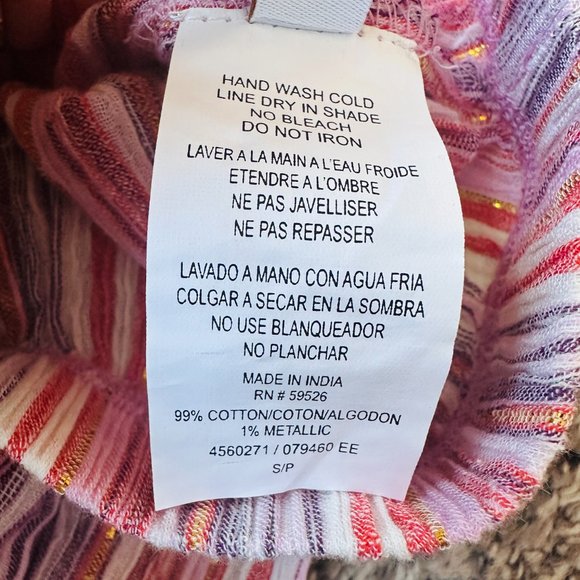 HAND WASH COLD
LINE DRY IN SHADE
NO BLEACH
DO NOT IRON
LAVER A LA MAIN A L'EAU FROIDE
ETENDRE A L'OMBRE
NE PAS JAVELLISER
NE PAS REPASSER
LAVADO A MANO CON AGUA FRIA
COLGAR A SECAR EN LA SOMBRA
NO USE BLANQUEADOR
NO PLANCHAR
MADE IN INDIA
RN # 59526
99% COTTON/COTON/ALGODON
1% METALLIC
4560271 / 079460 EE
S/P